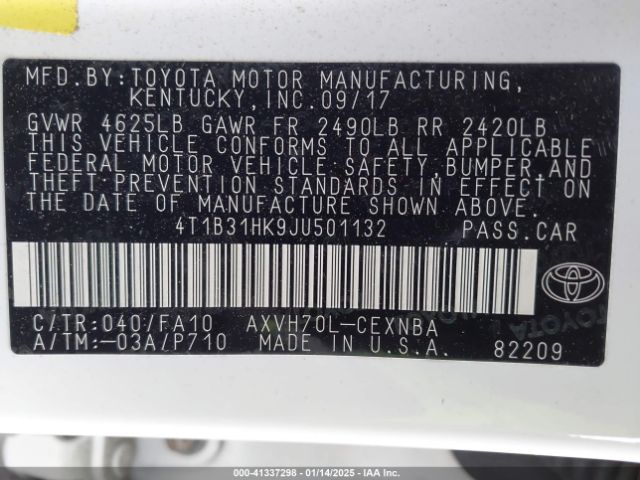 MFD.BY:TOYOTA MOTOR MANUFACTURING,
KENTUCKY,INC.09/17
GVWR 4625LB GAWR FR 2490LB RR 2420LB
THIS VEHICLE CONFORMS TO ALL APPLICABLE
FEDERAL MOTOR VEHICLE SAFETY,BUMPER,AND
THEFT PREVENTION STANDARDS IN EFFECT ON
THE DATE OF MANUFACTURE SHOWN ABOVE.
4T1B31HK9JU501132 PASS.CAR
C/TR:040/FA10 AXVH70L-CEXNBA
A/TM:-03A/P710 MADE IN U.S.A. 82209
TOYOTA
00-41337298 - 01/14/2025 - IAAI.COM